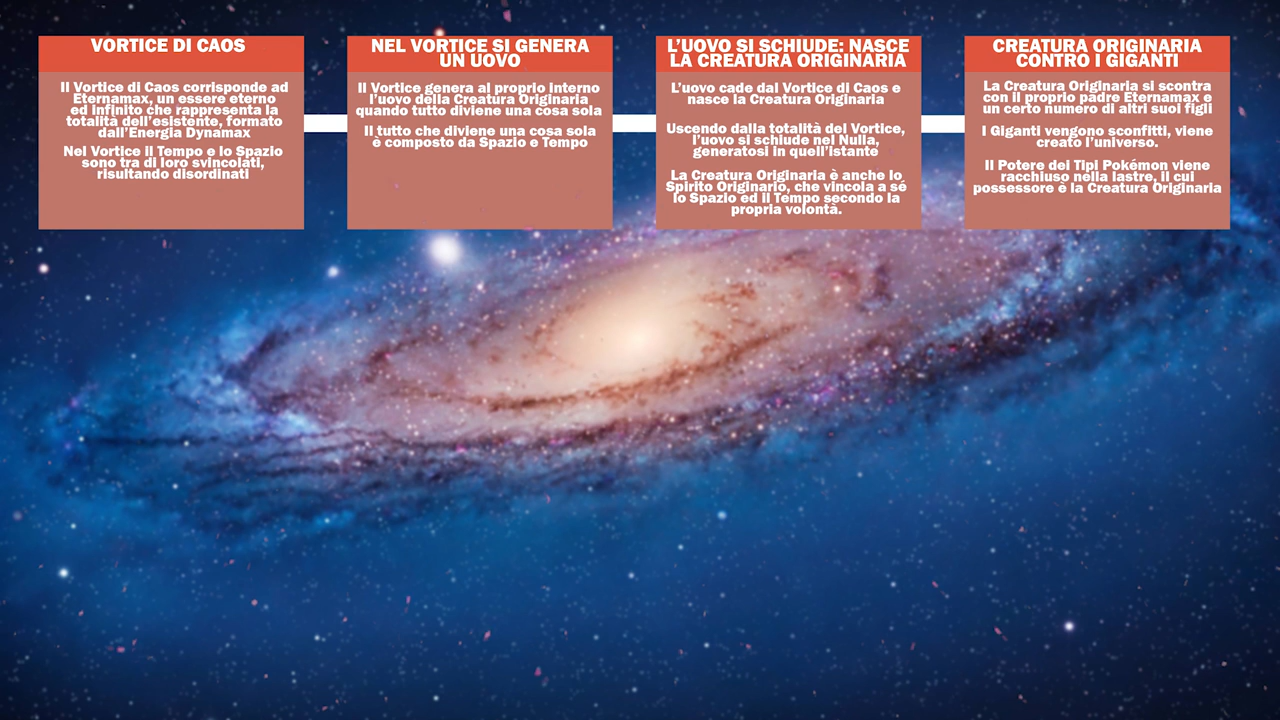 VORTICE DI CAOS
Il Vortice di Caos corrisponde ad
Eternamax, un essere eterno
ed infinito che rappresenta la
totalità dell'esistente, formato
dall'Energia Dynamax
Nel Vortice il Tempo e lo Spazio
sono tra di loro svincolati,
risultando disordinati
NEL VORTICE SI GENERA
UN UOVO
Il Vortice genera al proprio interno
l'uovo della Creatura Originaria
quando tutto diviene una cosa sola
Il tutto che diviene una cosa sola
è composto da Spazio e Tempo
L'UOVO SI SCHIUDE: NASCE
LA CREATURA ORIGINARIA
L'uovo cade dal Vortice di Caos e
nasce la Creatura Originaria
Uscendo dalla totalità del Vortice,
l'uovo si schiude nel Nulla,
generatosi in quell'istante
La Creatura Originaria è anche lo
Spirito Originario, che vincola a sé
lo Spazio ed il Tempo secondo la
propria volontà.
CREATURA ORIGINARIA
CONTRO I GIGANTI
La Creatura Originaria si scontra
con il proprio padre Eternamax e
un certo numero di altri suoi figli
I Giganti vengono sconfitti, viene
creato l'universo.
Il Potere dei Tipi Pokémon viene
racchiuso nella lastre, il cui
possessore è la Creatura Originaria